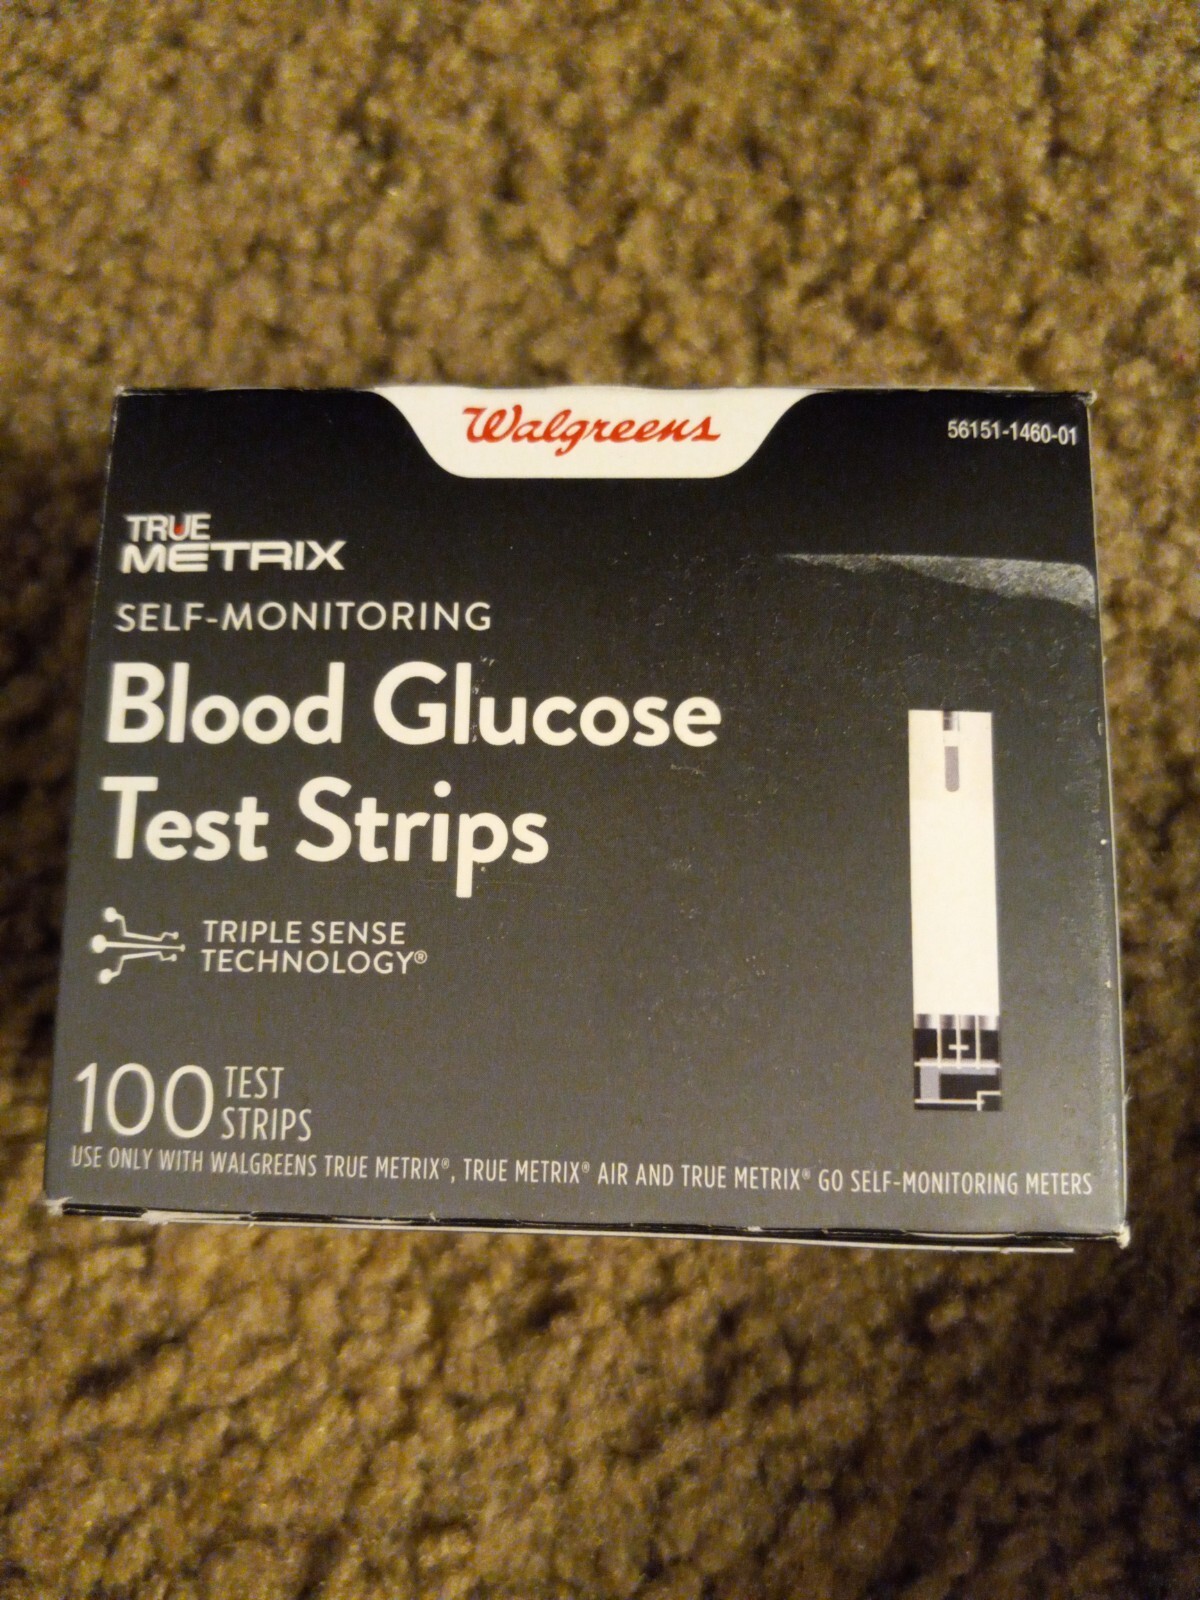 Walgreens
56151-1460-01
TRUE
METRIX
SELF-MONITORING
Blood Glucose
Test Strips
TRIPLE SENSE
TECHNOLOGY®
100 TEST
STRIPS
USE ONLY WITH WALGREENS TRUE METRIX®, TRUE METRIX® AIR AND TRUE METRIX® GO SELF-MONITORING METERS